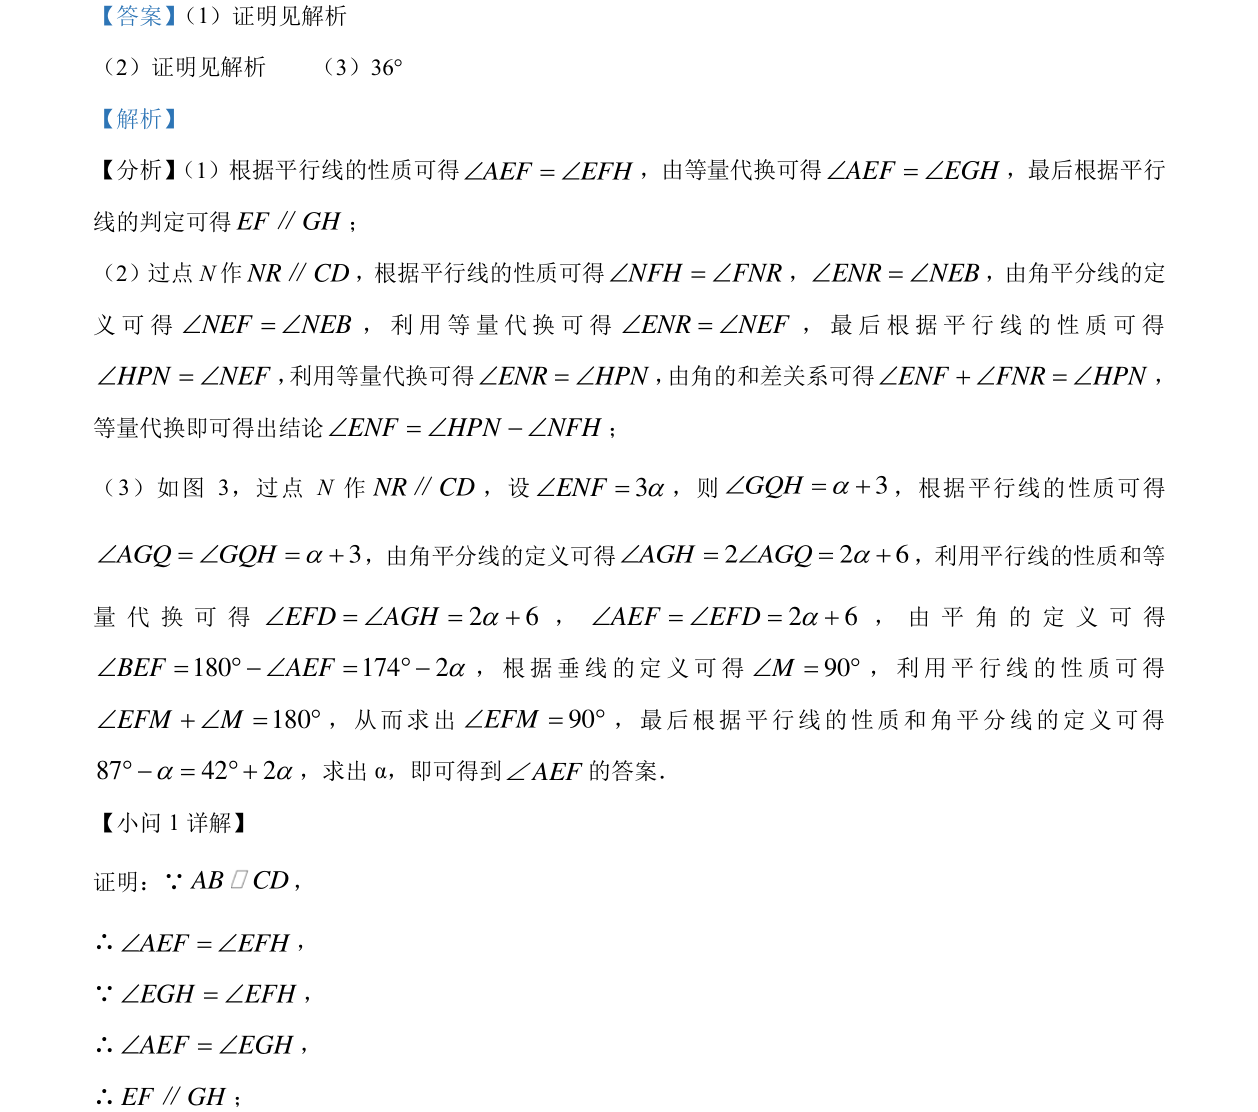 【答案】（1）证明见解析
（2）证明见解析　　（3）36°
【解析】
【分析】（1）根据平行线的性质可得∠AEF = ∠EFH，由等量代换可得∠AEF = ∠EGH，最后根据平行
线的判定可得EF // GH；
（2）过点 N 作NR // CD，根据平行线的性质可得∠NFH = ∠FNR，∠ENR = ∠NEB，由角平分线的定
义可得∠NEF = ∠NEB，利用等量代换可得∠ENR = ∠NEF，最后根据平行线的性质可得
∠HPN = ∠NEF，利用等量代换可得∠ENR = ∠HPN，由角的和差关系可得∠ENF + ∠FNR = ∠HPN，
等量代换即可得出结论∠ENF = ∠HPN − ∠NFH；
（3）如图 3，过点 N 作NR // CD，设∠ENF = 3α，则∠GQH = α + 3，根据平行线的性质可得
∠AGQ = ∠GQH = α + 3，由角平分线的定义可得∠AGH = 2∠AGQ = 2α + 6，利用平行线的性质和等
量代换可得∠EFD = ∠AGH = 2α + 6，∠AEF = ∠EFD = 2α + 6，由平角的定义可得
∠BEF = 180° − ∠AEF = 174° − 2α，根据垂线的定义可得∠M = 90°，利用平行线的性质可得
∠EFM + ∠M = 180°，从而求出∠EFM = 90°，最后根据平行线的性质和角平分线的定义可得
87° − α = 42° + 2α，求出 α，即可得到∠AEF 的答案．
【小问 1 详解】
证明：∵ AB □ CD，
∴ ∠AEF = ∠EFH，
∵ ∠EGH = ∠EFH，
∴ ∠AEF = ∠EGH，
∴ EF // GH；